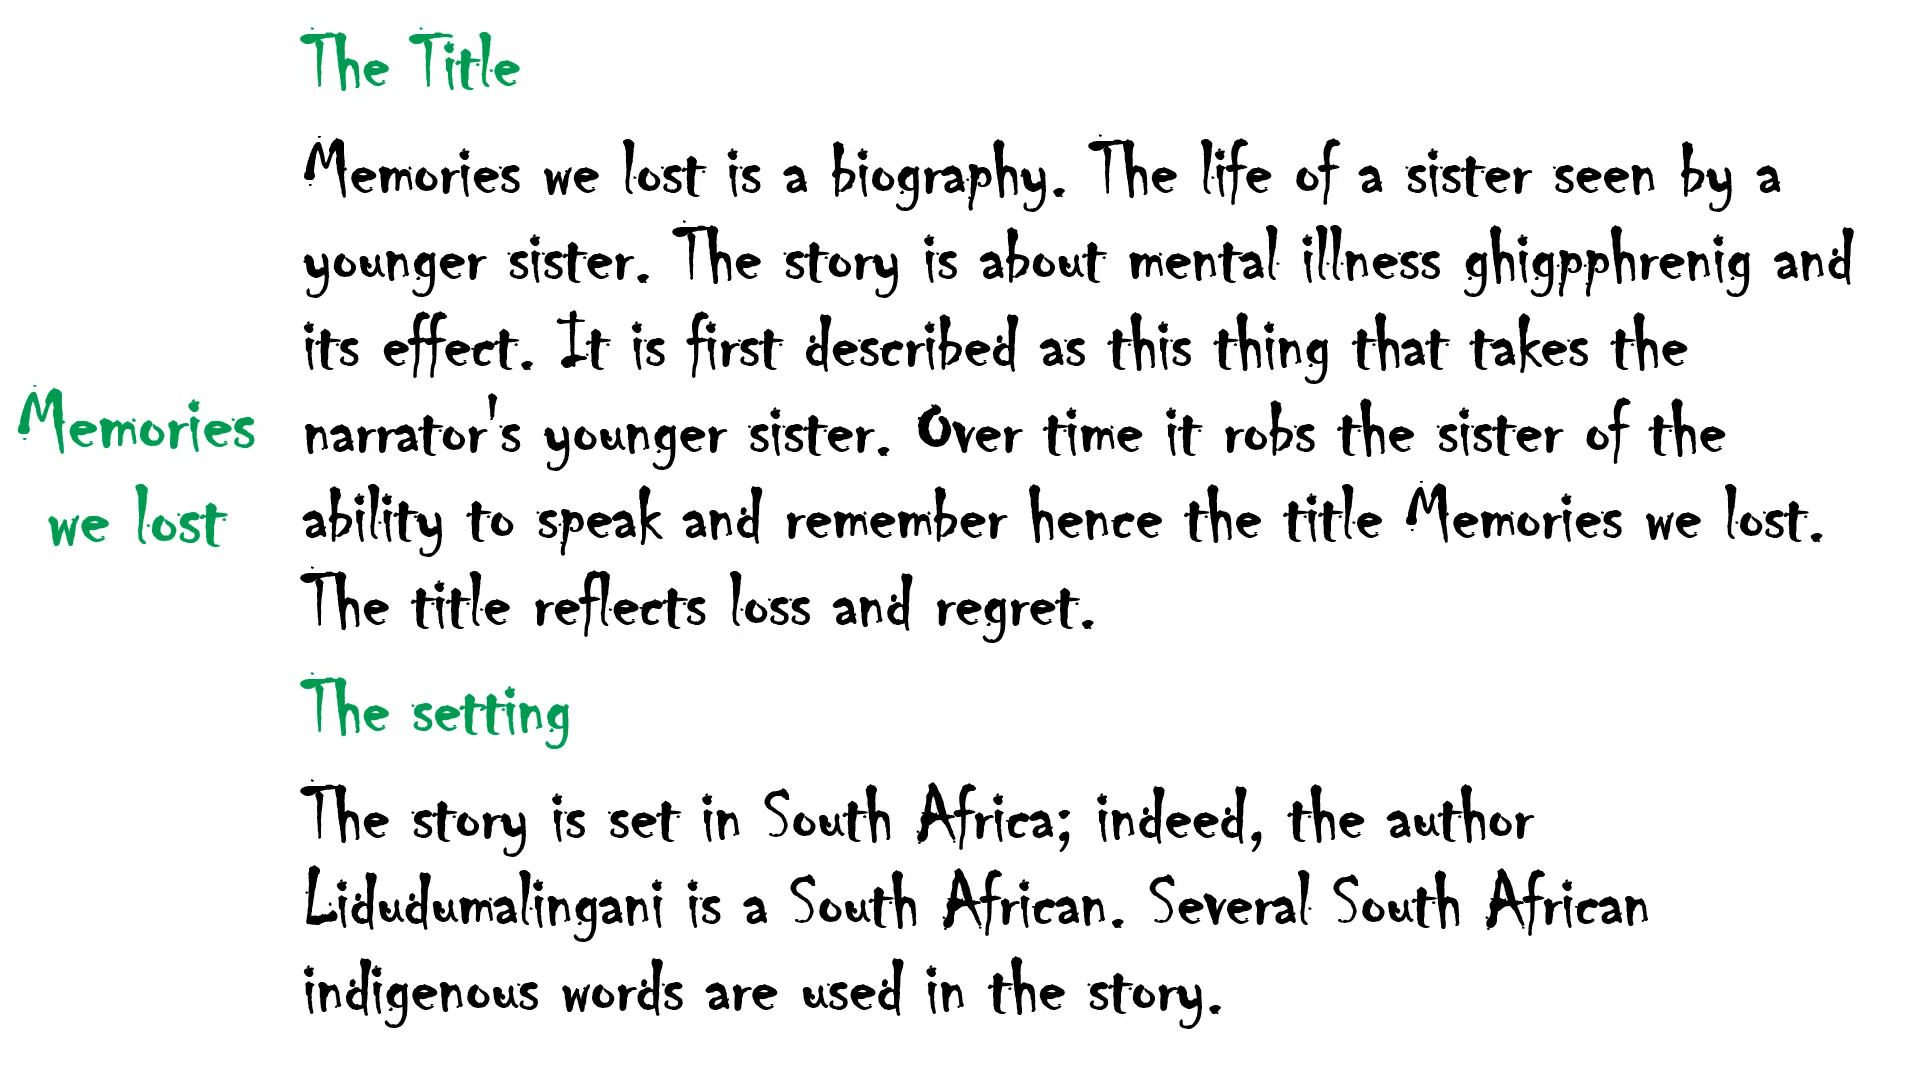 The Title
Memories we lost is a biography. The life of a sister seen by a
younger sister. The story is about mental illness ghigpphrenig and
its effect. It is first described as this thing that takes the
narrator's younger sister. Over time it robs the sister of the
ability to speak and remember hence the title Memories we lost.
The title reflects loss and regret.
Memories
we lost
The setting
The story is set in South Africa; indeed, the author
Lidudumalingani is a South African. Several South African
indigenous words are used in the story.